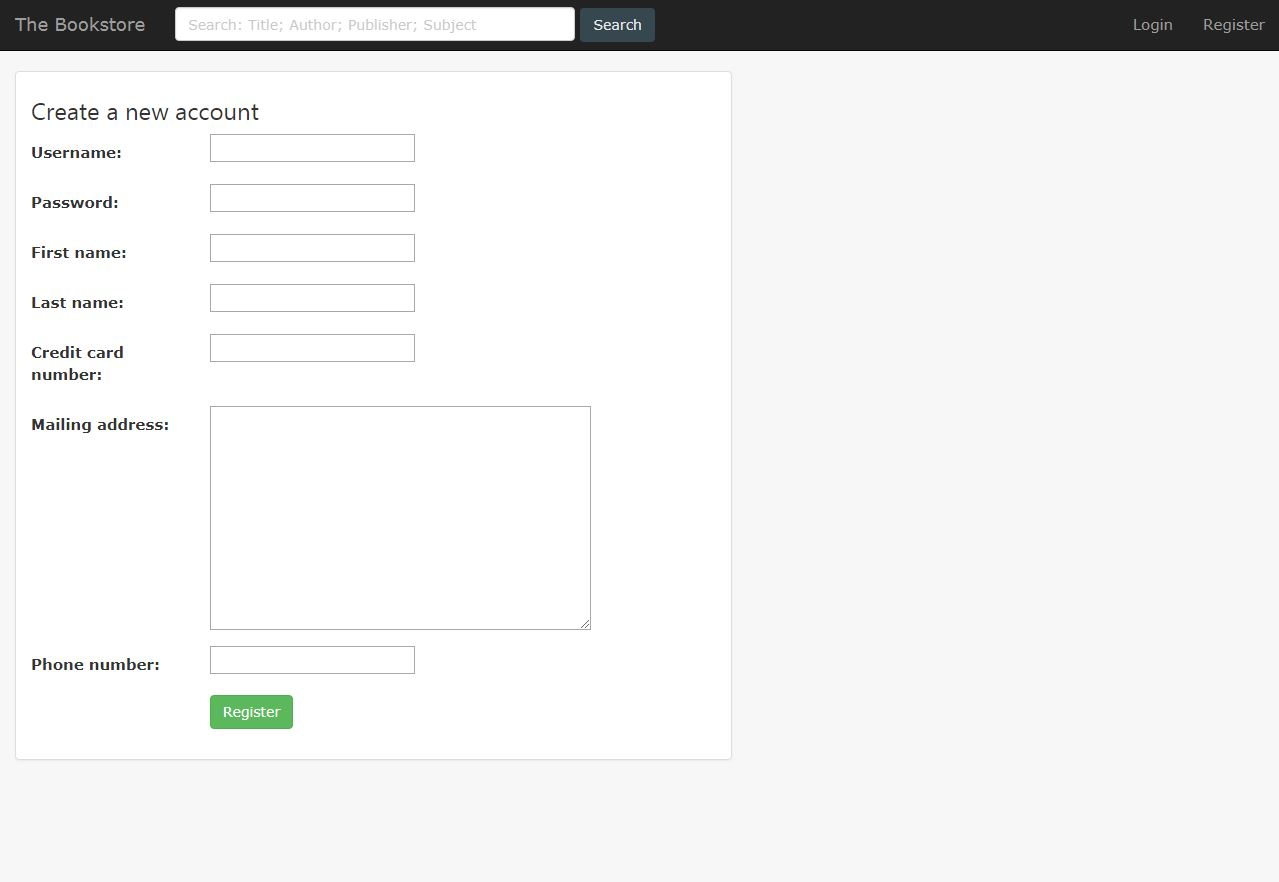 The Bookstore
Search: Title; Author; Publisher; Subject
Search
Login
Register
Create a new account
Username:
Password:
First name:
Last name:
Credit card
number:
Mailing address:
Phone number:
Register